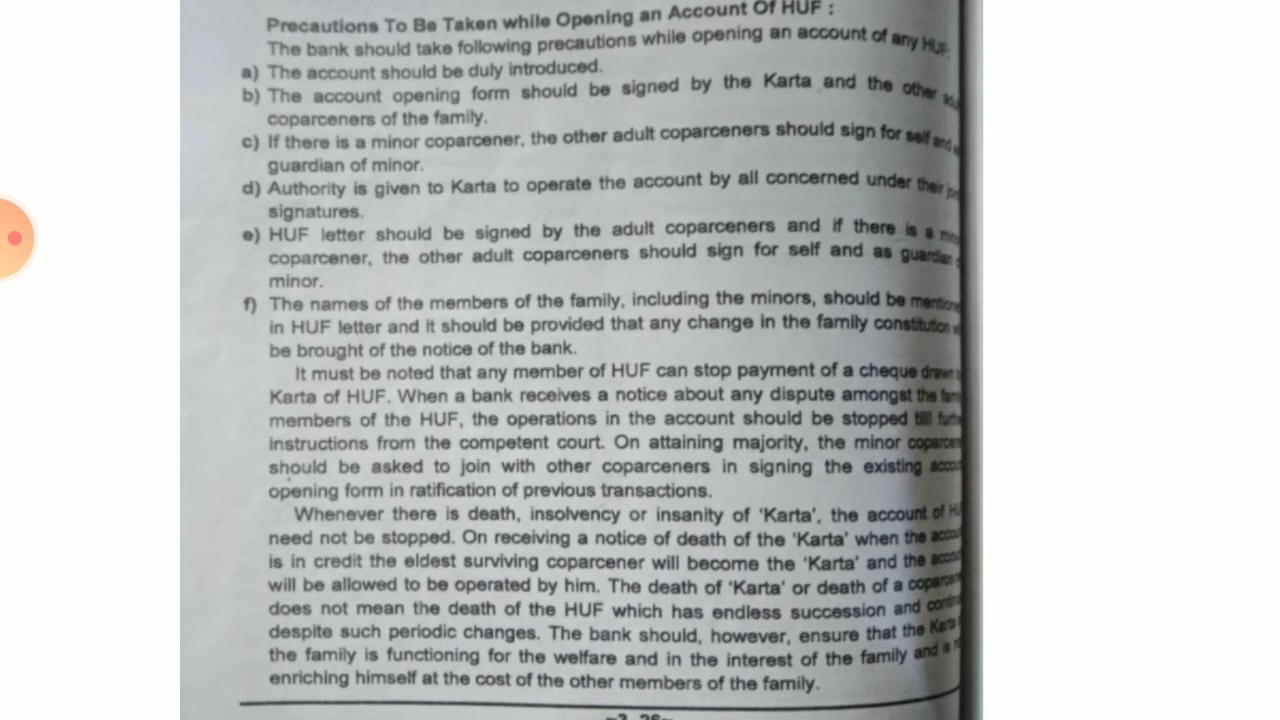 Precautions To Be Taken while Opening an Account Of HUF :
The bank should take following precautions while opening an account of any HUF.
a) The account should be duly introduced.
b) The account opening form should be signed by the Karta and the other
coparceners of the family.
c) If there is a minor coparcener, the other adult coparceners should sign for self and
guardian of minor.
d) Authority is given to Karta to operate the account by all concerned under their
signatures.
e) HUF letter should be signed by the adult coparceners and if there is a
coparcener, the other adult coparceners should sign for self and as guardian
minor.
f) The names of the members of the family, including the minors, should be
in HUF letter and it should be provided that any change in the family constitution
be brought of the notice of the bank.
It must be noted that any member of HUF can stop payment of a cheque drawn
Karta of HUF. When a bank receives a notice about any dispute amongst the
members of the HUF, the operations in the account should be stopped till
instructions from the competent court. On attaining majority, the minor
should be asked to join with other coparceners in signing the existing
opening form in ratification of previous transactions.
Whenever there is death, insolvency or insanity of 'Karta', the account of
need not be stopped. On receiving a notice of death of the 'Karta' when the
is in credit the eldest surviving coparcener will become the 'Karta' and the
will be allowed to be operated by him. The death of 'Karta' or death of a
does not mean the death of the HUF which has endless succession and
despite such periodic changes. The bank should, however, ensure that the Karta
the family is functioning for the welfare and in the interest of the family and is
enriching himself at the cost of the other members of the family.